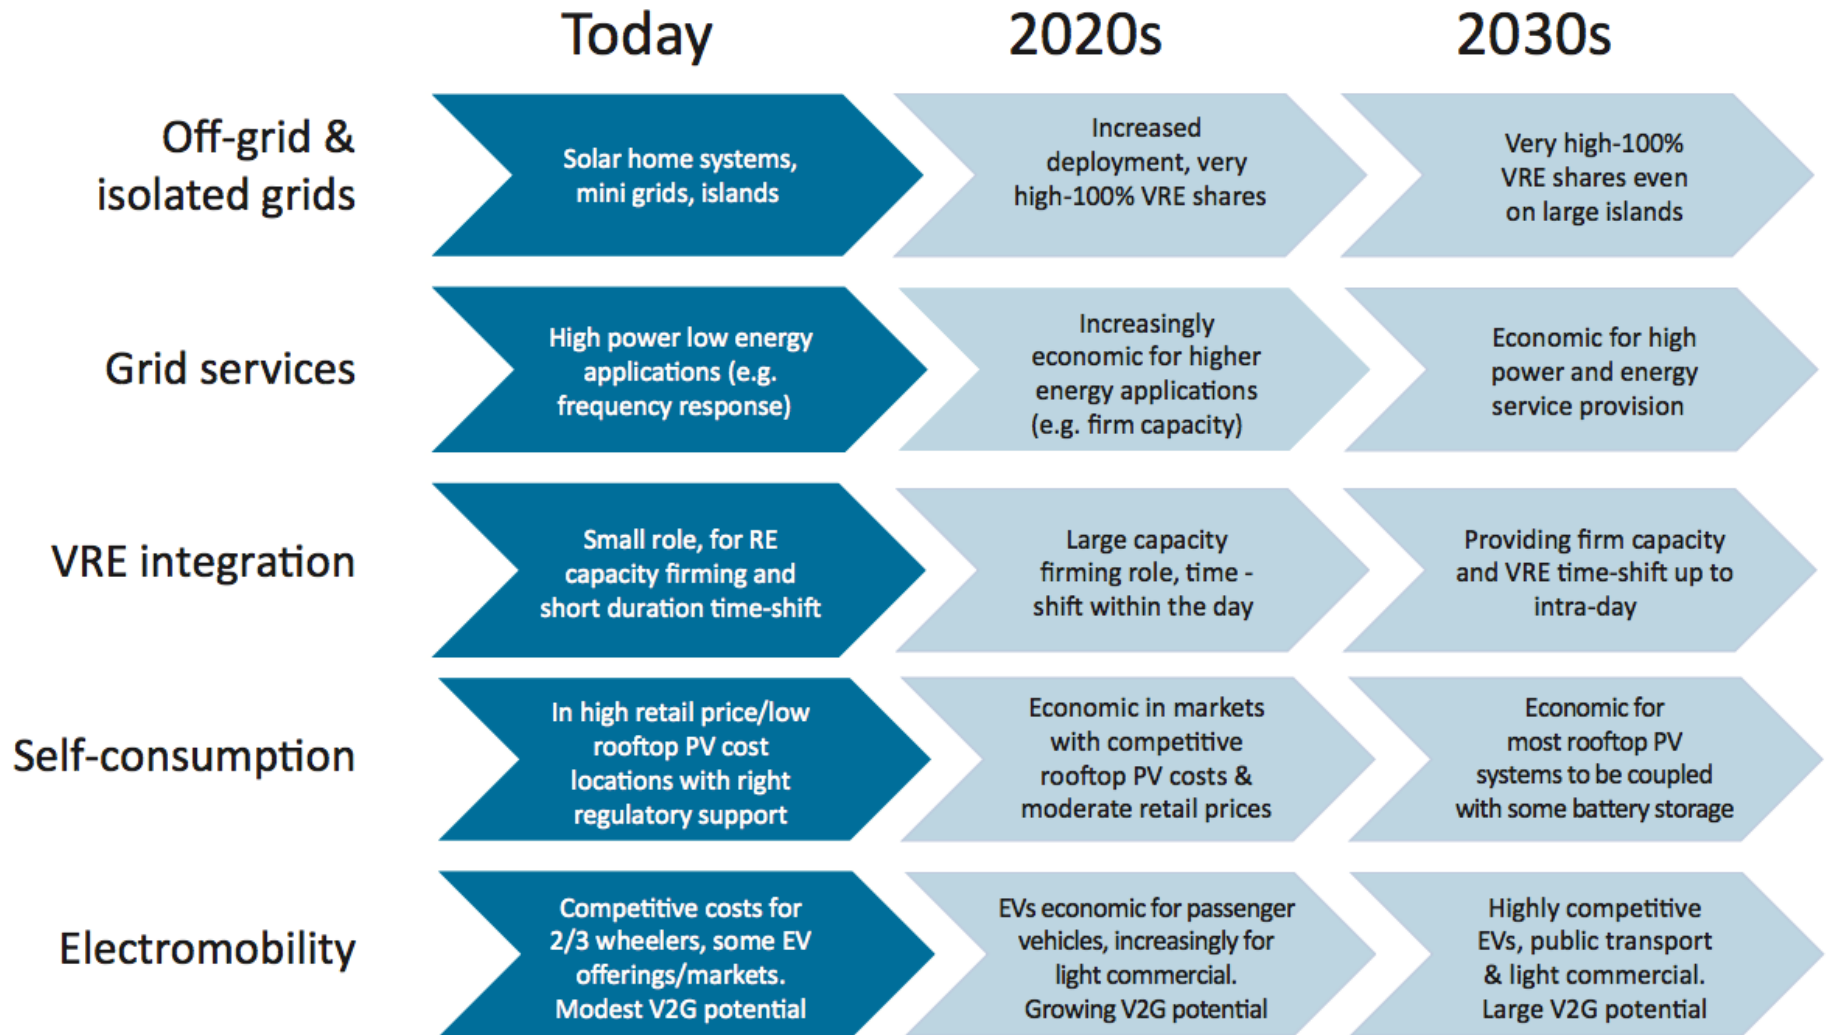 Today
2020s
2030s
Off-grid &
isolated grids
Solar home systems,
mini grids, islands
Increased
deployment, very
high-100% VRE shares
Very high-100%
VRE shares even
on large islands
Grid services
High power low energy
applications (e.g.
frequency response)
Increasingly
economic for higher
energy applications
(e.g. firm capacity)
Economic for high
power and energy
service provision
VRE integration
Small role, for RE
capacity firming and
short duration time-shift
Large capacity
firming role, time -
shift within the day
Providing firm capacity
and VRE time-shift up to
intra-day
Self-consumption
In high retail price/low
rooftop PV cost
locations with right
regulatory support
Economic in markets
with competitive
rooftop PV costs &
moderate retail prices
Economic for
most rooftop PV
systems to be coupled
with some battery storage
Electromobility
Competitive costs for
2/3 wheelers, some EV
offerings/markets.
Modest V2G potential
EVs economic for passenger
vehicles, increasingly for
light commercial.
Growing V2G potential
Highly competitive
EVs, public transport
& light commercial.
Large V2G potential